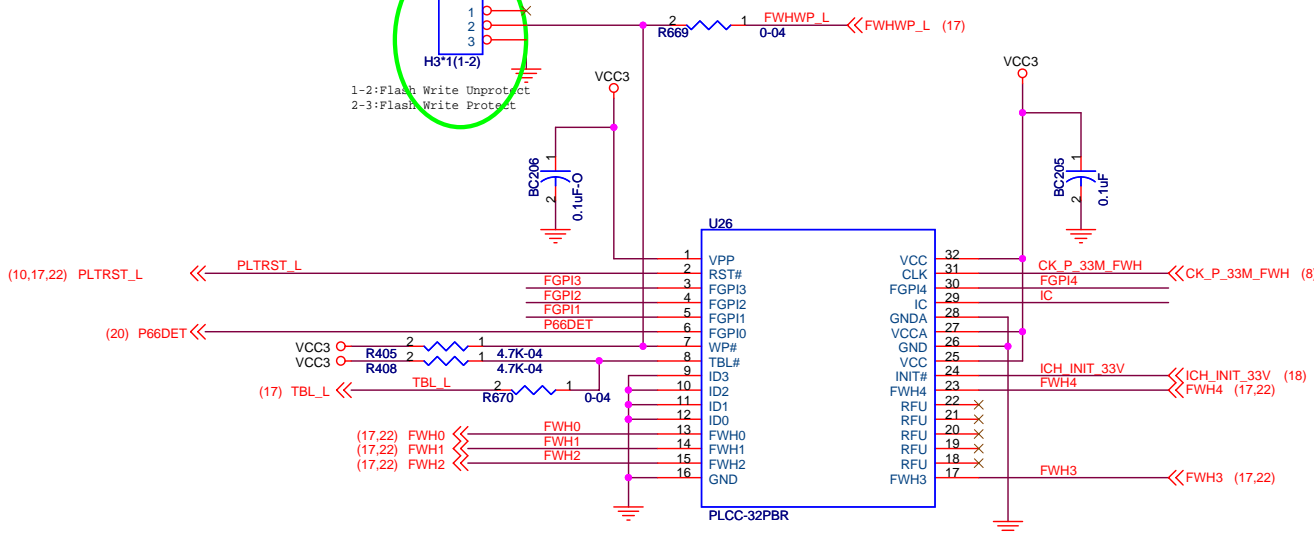 1
2
3
H3*1(1-2)
1-2:Flash Write Unprotect
2-3:Flash Write Protect
2 1
R669 0-04
FWHWP_L
FWHWP_L (17)
VCC3
VCC3
BC206
1
2
0.1uF-O
BC205
1
2
0.1uF
U26
(10,17,22) PLTRST_L
PLTRST_L
FGPI3
FGPI2
FGPI1
P66DET
(20) P66DET
VCC3 2 1
R405 4.7K-04
VCC3 2 1
R408 4.7K-04
(17) TBL_L
TBL_L
2 1
R670 0-04
(17,22) FWH0 FWH0
(17,22) FWH1 FWH1
(17,22) FWH2 FWH2
1 VPP
2 RST#
3 FGPI3
4 FGPI2
5 FGPI1
6 FGPI0
7 WP#
8 TBL#
9 ID3
10 ID2
11 ID1
12 ID0
13 FWH0
14 FWH1
15 FWH2
16 GND
VCC 32
CLK 31
FGPI4 30
IC 29
GNDA 28
VCCA 27
GND 26
VCC 25
INIT# 24
FWH4 23
RFU 22
RFU 21
RFU 20
RFU 19
RFU 18
FWH3 17
CK_P_33M_FWH CK_P_33M_FWH (8
FGPI4
IC
ICH_INIT_33V ICH_INIT_33V (18)
FWH4 FWH4 (17,22)
FWH3 FWH3 (17,22)
PLCC-32PBR